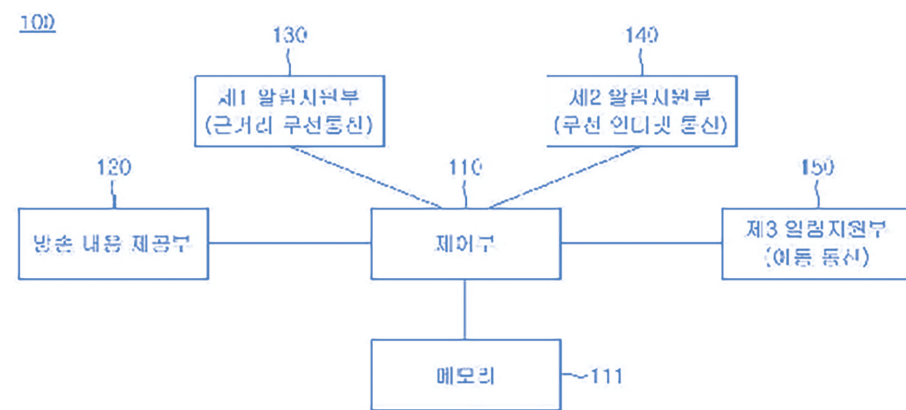 100
130
140
제1 알림지원부
(근거리 무선통신)
제2 알림지원부
(무선 인터넷 통신)
120
110
150
방송 내용 제공부
제어부
제3 알림지원부
(이동 통신)
메모리
111